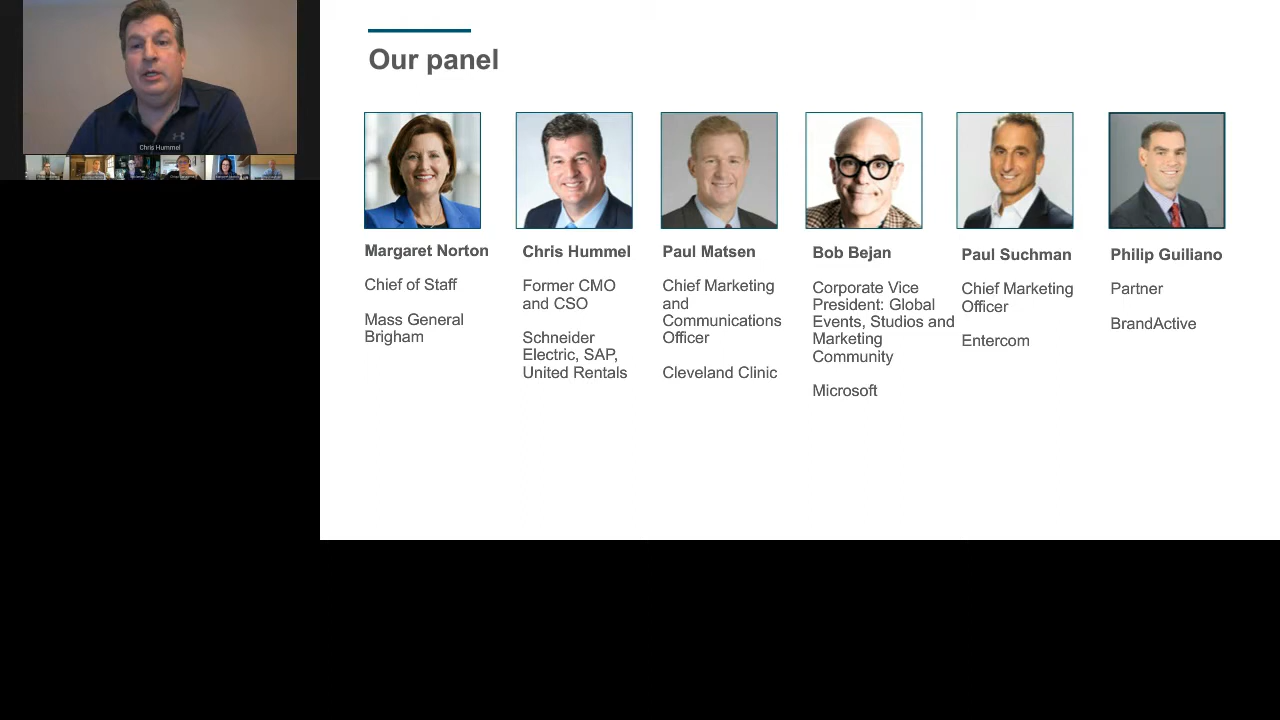 Chris Hummel
Our panel
Margaret Norton
Chief of Staff
Mass General
Brigham
Chris Hummel
Former CMO
and CSO
Schneider
Electric, SAP,
United Rentals
Paul Matsen
Chief Marketing
and
Communications
Officer
Cleveland Clinic
Bob Bejan
Corporate Vice
President: Global
Events, Studios and
Marketing
Community
Microsoft
Paul Suchman
Chief Marketing
Officer
Entercom
Philip Guiliano
Partner
BrandActive